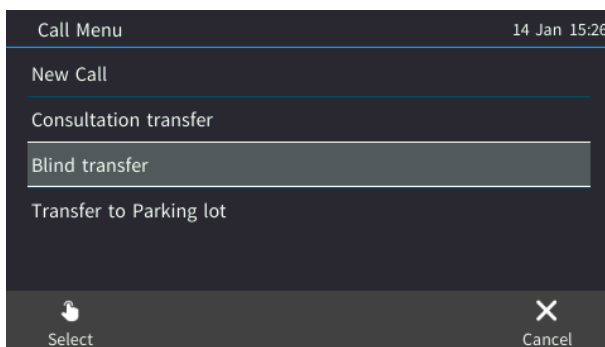 Call Menu 14 Jan 15:26
New Call
Consultation transfer
Blind transfer
Transfer to Parking lot
Select Cancel